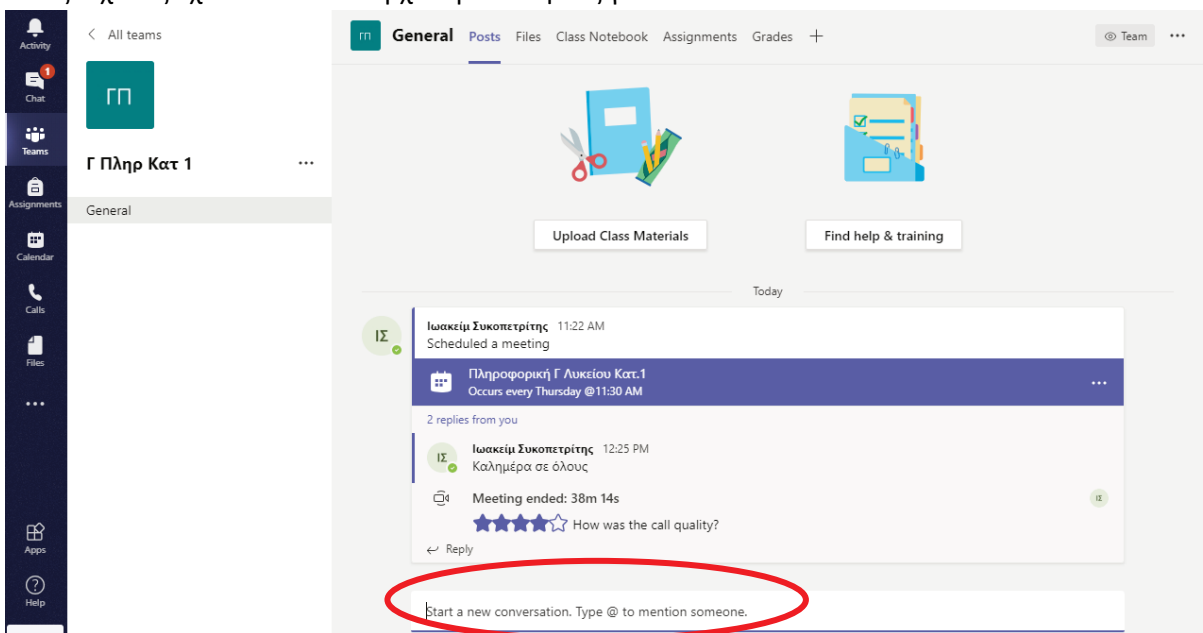 Activity
Chat
1
Teams
Assignments
Calendar
Calls
Files
Apps
Help
All teams
ΓΠ
Γ Πληρ Κατ 1
General
ΓΠ General Posts Files Class Notebook Assignments Grades
Team
Upload Class Materials
Find help & training
Today
ΙΣ
Ιωακείμ Συκοπετρίτης 11:22 AM
Scheduled a meeting
Πληροφορική Γ Λυκείου Κατ.1
Occurs every Thursday @11:30 AM
2 replies from you
ΙΣ
Ιωακείμ Συκοπετρίτης 12:25 PM
Καλημέρα σε όλους
Meeting ended: 38m 14s
ΙΣ
How was the call quality?
Reply
Start a new conversation. Type @ to mention someone.